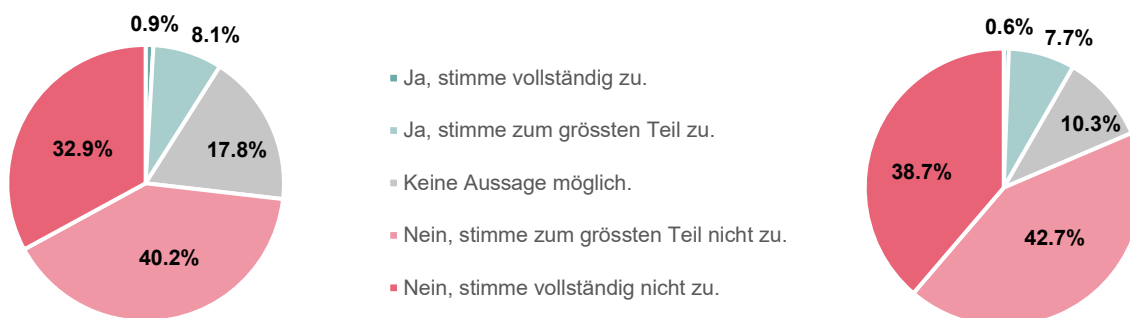 0.9%
8.1%
17.8%
40.2%
32.9%
Ja, stimme vollständig zu.
Ja, stimme zum grössten Teil zu.
Keine Aussage möglich.
Nein, stimme zum grössten Teil nicht zu.
Nein, stimme vollständig nicht zu.
0.6%
7.7%
10.3%
42.7%
38.7%